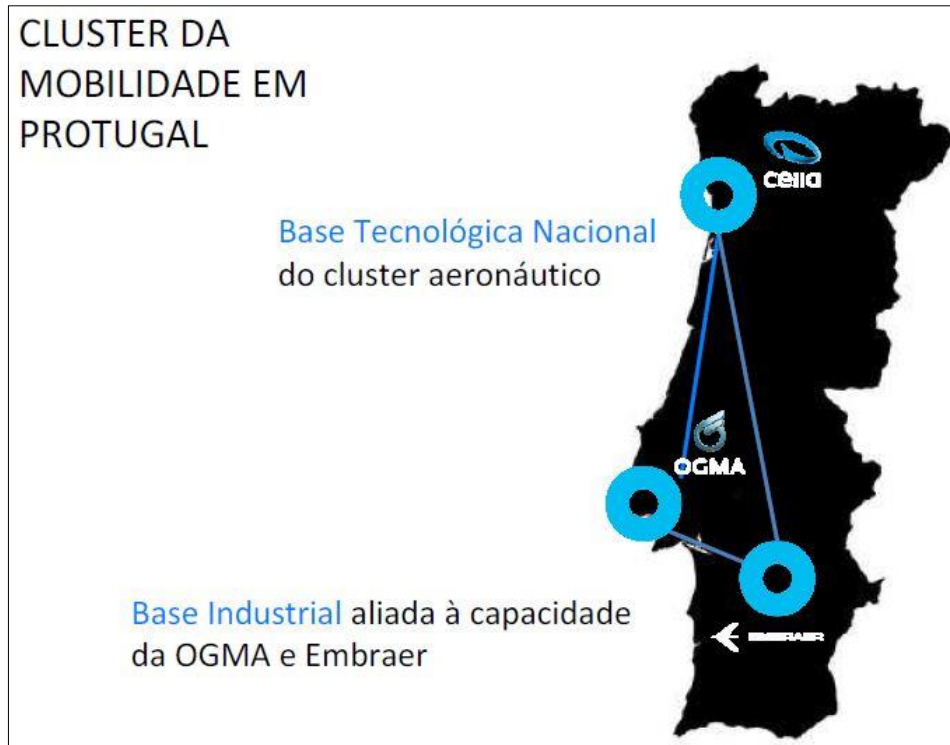 CLUSTER DA
MOBILIDADE EM
PROTUGAL
ceiia
Base Tecnológica Nacional
do cluster aeronáutico
OGMA
Base Industrial aliada à capacidade
da OGMA e Embraer
EMBRAER